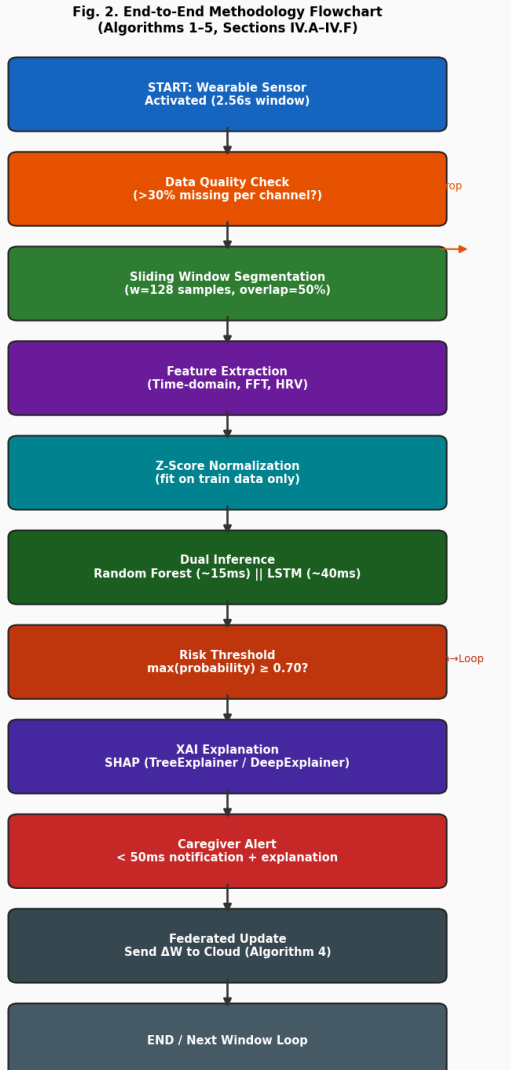 Fig. 2. End-to-End Methodology Flowchart
(Algorithms 1–5, Sections IV.A–IV.F)
START: Wearable Sensor
Activated (2.56s window)
Data Quality Check
(>30% missing per channel?)
Sliding Window Segmentation
(w=128 samples, overlap=50%)
Feature Extraction
(Time-domain, FFT, HRV)
Z-Score Normalization
(fit on train data only)
Dual Inference
Random Forest (~15ms) || LSTM (~40ms)
Risk Threshold
max(probability) ≥ 0.70?
→Loop
XAI Explanation
SHAP (TreeExplainer / DeepExplainer)
Caregiver Alert
< 50ms notification + explanation
Federated Update
Send ΔW to Cloud (Algorithm 4)
END / Next Window Loop